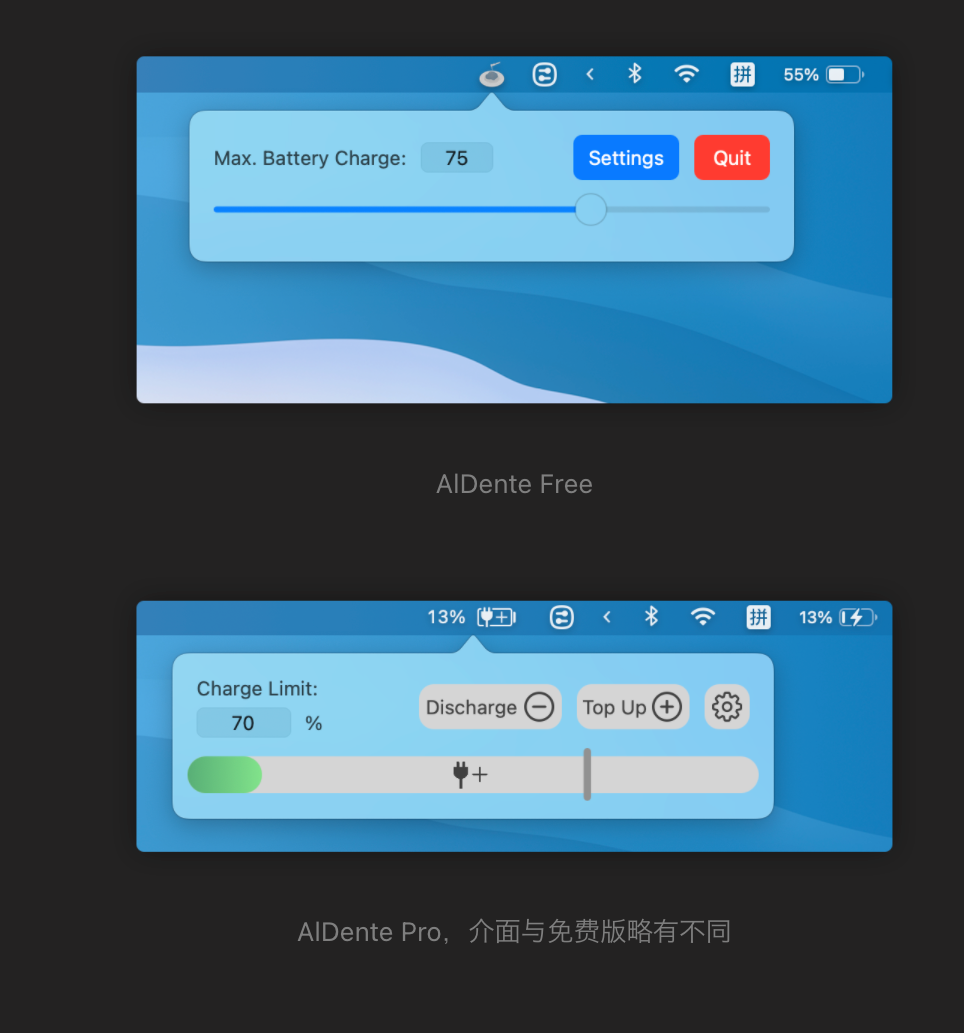 拼
55%
Max. Battery Charge: 75
Settings
Quit
AlDente Free
13%
拼
13%
Charge Limit:
70 %
Discharge
Top Up
AlDente Pro，介面与免费版略有不同